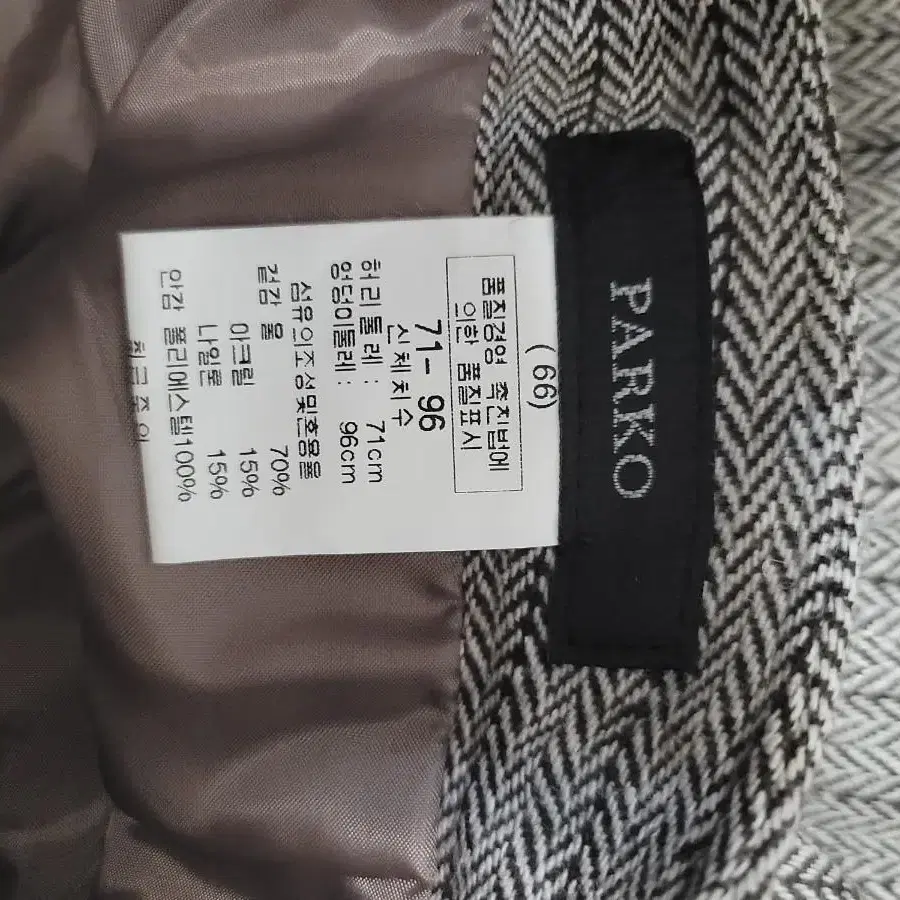 PARKO
(66)
품질경영 촉진법에
의한 품질표시
71-96
신체치수
허리둘레: 71cm
엉덩이둘레: 96cm
섬유의조성및혼용율
겉감 울 70%
아크릴 15%
나일론 15%
안감 폴리에스텔100%
취급주의